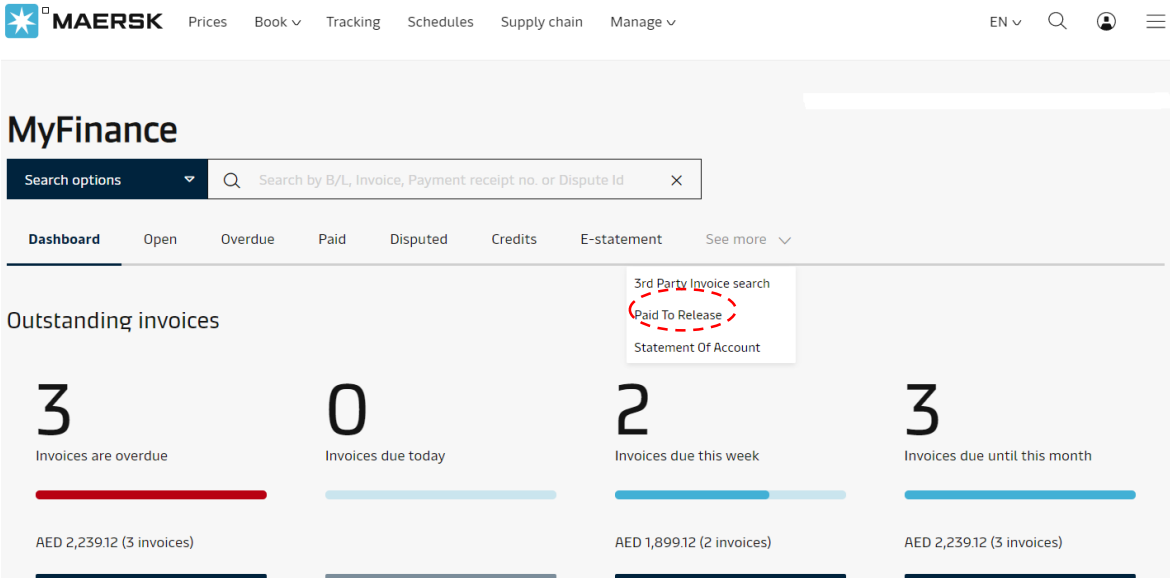 MAERSK Prices Book Tracking Schedules Supply chain Manage EN
MyFinance
Search options Search by B/L, Invoice, Payment receipt no. or Dispute Id
Dashboard Open Overdue Paid Disputed Credits E-statement See more
3rd Party Invoice search
Paid To Release
Statement Of Account
Outstanding invoices
3 0 2 3
Invoices are overdue Invoices due today Invoices due this week Invoices due until this month
AED 2,239.12 (3 invoices) AED 1,899.12 (2 invoices) AED 2,239.12 (3 invoices)